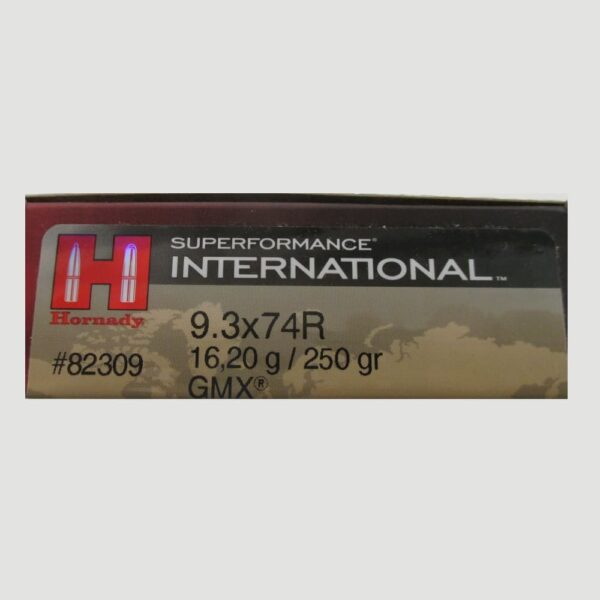 SUPERFORMANCE®
INTERNATIONAL™
Hornady
9.3x74R
#82309
16,20 g / 250 gr
GMX®